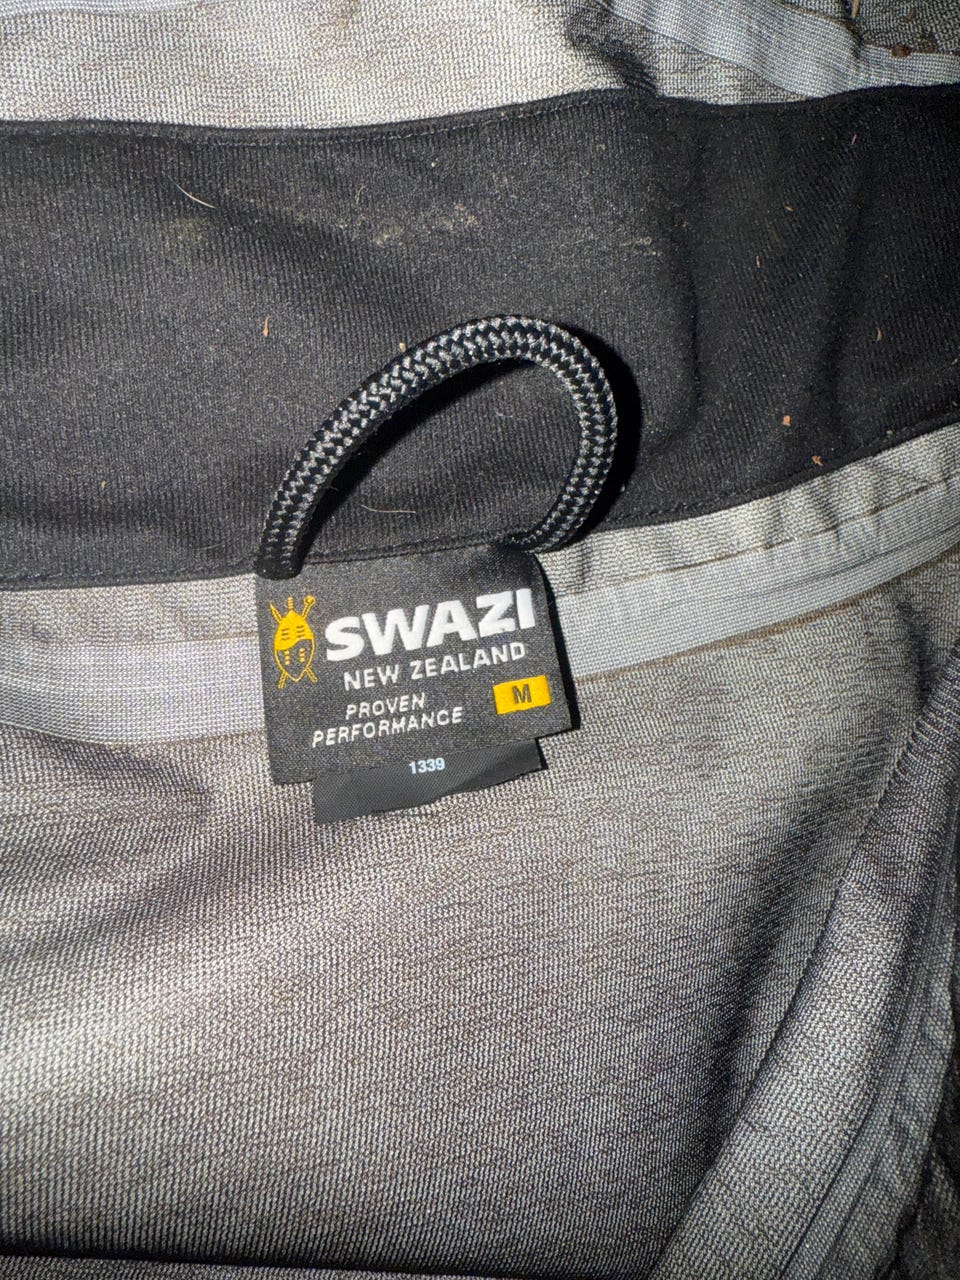 SWAZI
NEW ZEALAND
PROVEN
PERFORMANCE
M
1339